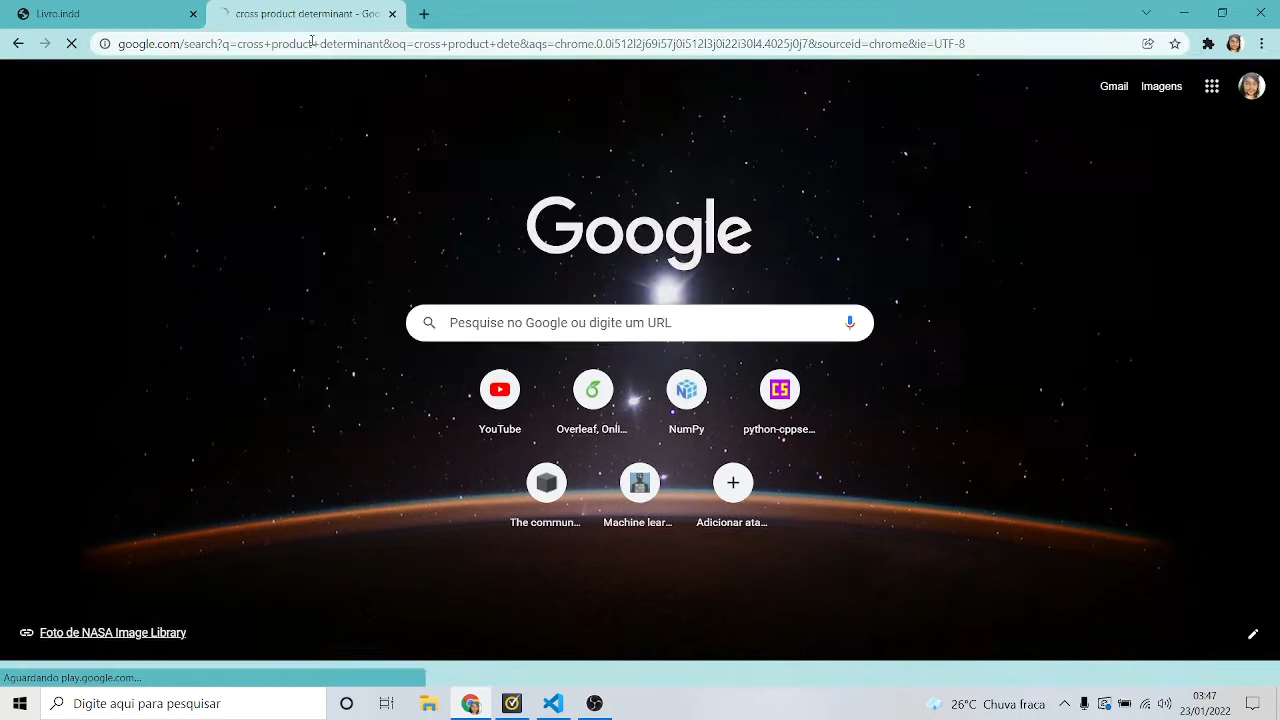 Livro.indd
cross product determinant - Goo
google.com/search?q=cross+product+determinant&oq=cross+product+dete&aqs=chrome.0.0i512l2j69i57j0i512l3j0i22i30l4.4025j0j7&sourceid=chrome&ie=UTF-8
Gmail Imagens
Google
Pesquise no Google ou digite um URL
YouTube
Overleaf, Onli...
NumPy
python-cppse...
The commun...
Machine lear...
Adicionar ata...
Foto de NASA Image Library
Aguardando play.google.com...
Digite aqui para pesquisar
26°C Chuva fraca
03:47
23/01/2022